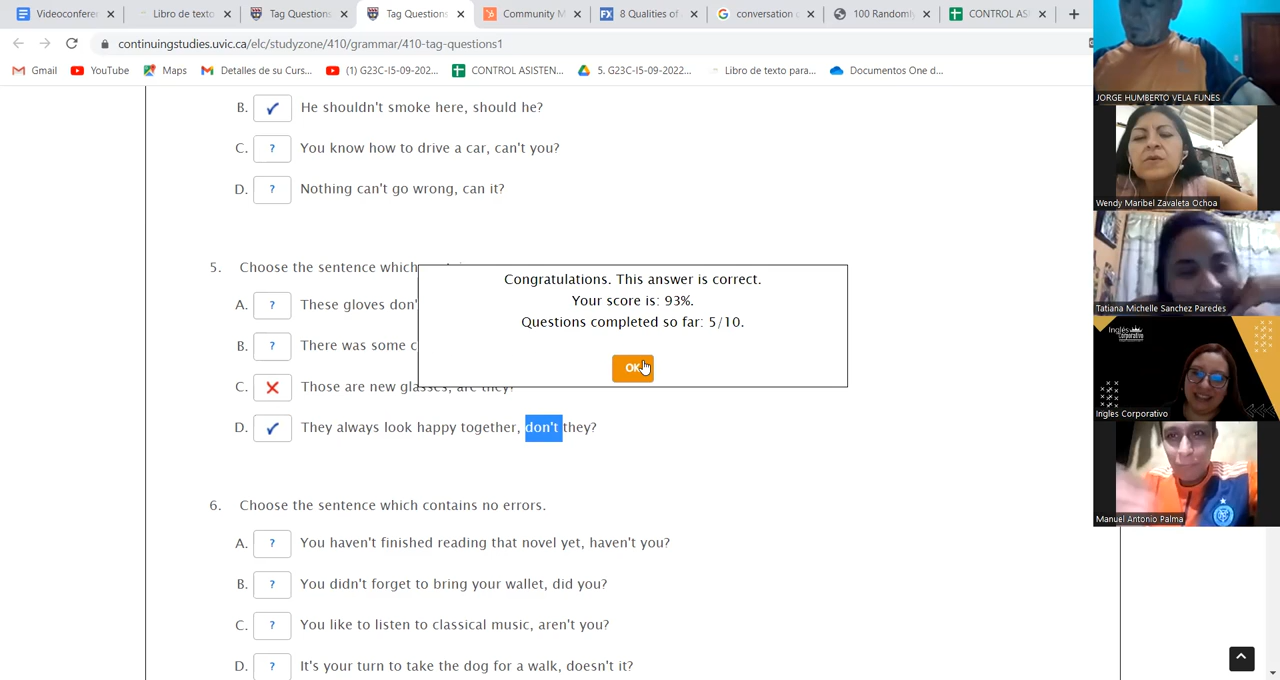 Videoconferen
Libro de texto
Tag Questions
Tag Questions
Community M
8 Qualities of
conversation c
100 Randomly
CONTROL AS
continuingstudies.uvic.ca/elc/studyzone/410/grammar/410-tag-questions1
Gmail
YouTube
Maps
Detalles de su Curs...
(1) G23C-I5-09-202...
CONTROL ASISTEN...
5. G23C-I5-09-2022...
Libro de texto para...
Documentos One d...
B. He shouldn't smoke here, should he?
C. ? You know how to drive a car, can't you?
D. ? Nothing can't go wrong, can it?
5. Choose the sentence which
A. ? These gloves don'
B. ? There was some c
C. Those are new glasses, are they?
D. They always look happy together, don't they?
Congratulations. This answer is correct.
Your score is: 93%.
Questions completed so far: 5/10.
OK
6. Choose the sentence which contains no errors.
A. ? You haven't finished reading that novel yet, haven't you?
B. ? You didn't forget to bring your wallet, did you?
C. ? You like to listen to classical music, aren't you?
D. ? It's your turn to take the dog for a walk, doesn't it?
JORGE HUMBERTO VELA FUNES
Wendy Maribel Zavaleta Ochoa
Tatiana Michelle Sanchez Paredes
Inglés
Corporativo
Ingles Corporativo
Manuel Antonio Palma